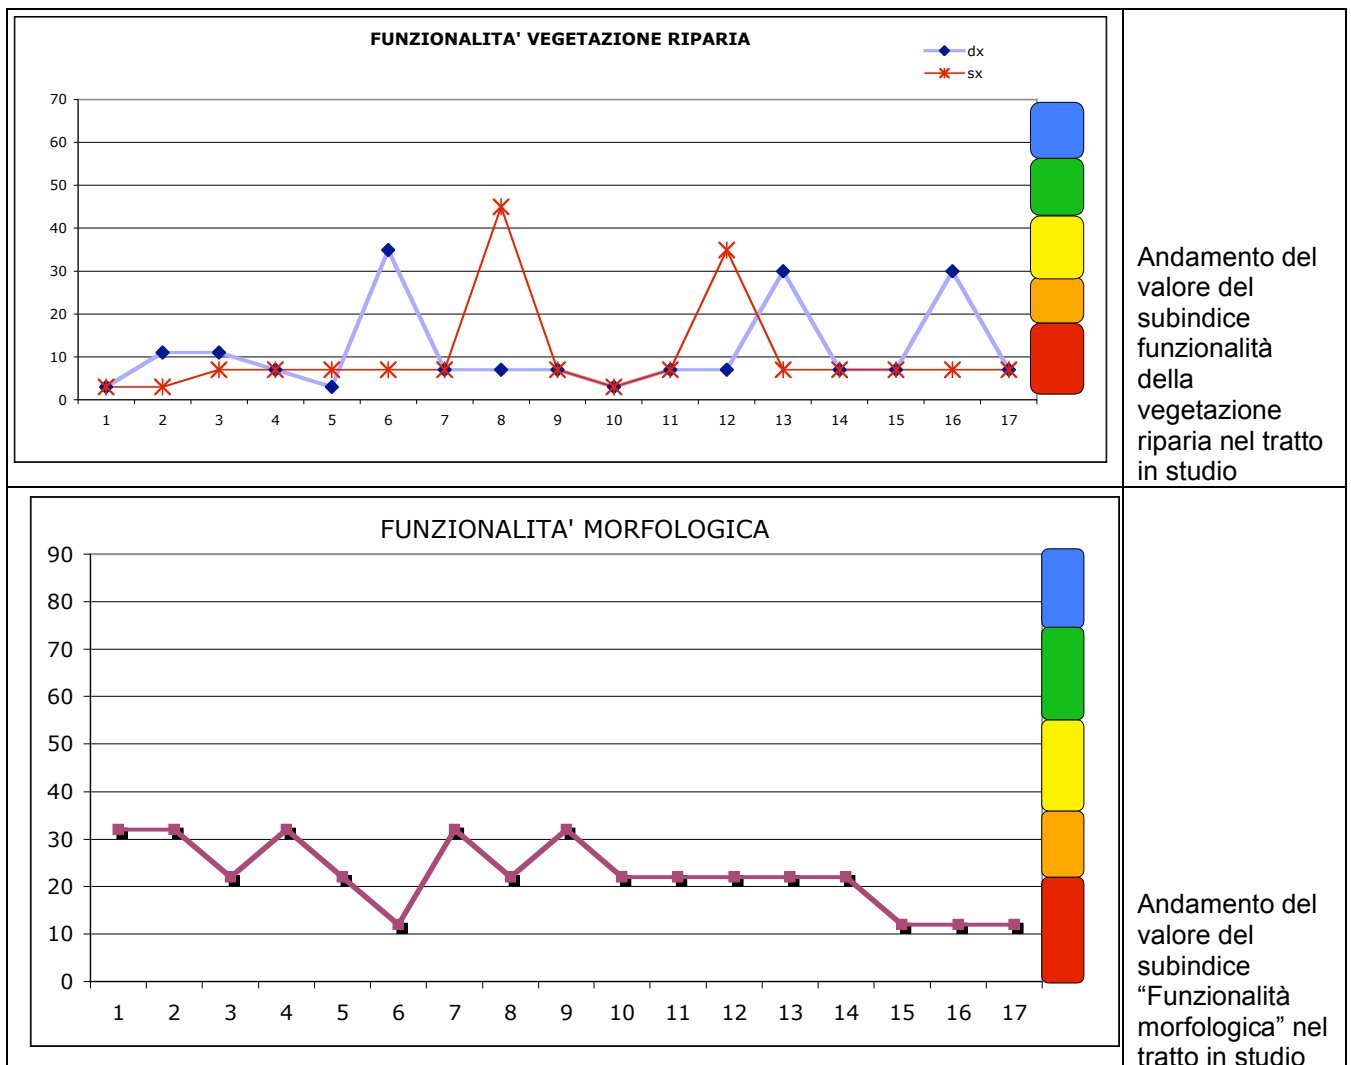 FUNZIONALITA' VEGETAZIONE RIPARIA
dx
sx
70
60
50
40
30
20
10
0
1 2 3 4 5 6 7 8 9 10 11 12 13 14 15 16 17
Andamento del
valore del
subindice
funzionalità
della
vegetazione
riparia nel tratto
in studio
FUNZIONALITA' MORFOLOGICA
90
80
70
60
50
40
30
20
10
0
1 2 3 4 5 6 7 8 9 10 11 12 13 14 15 16 17
Andamento del
valore del
subindice
“Funzionalità
morfologica” nel
tratto in studio